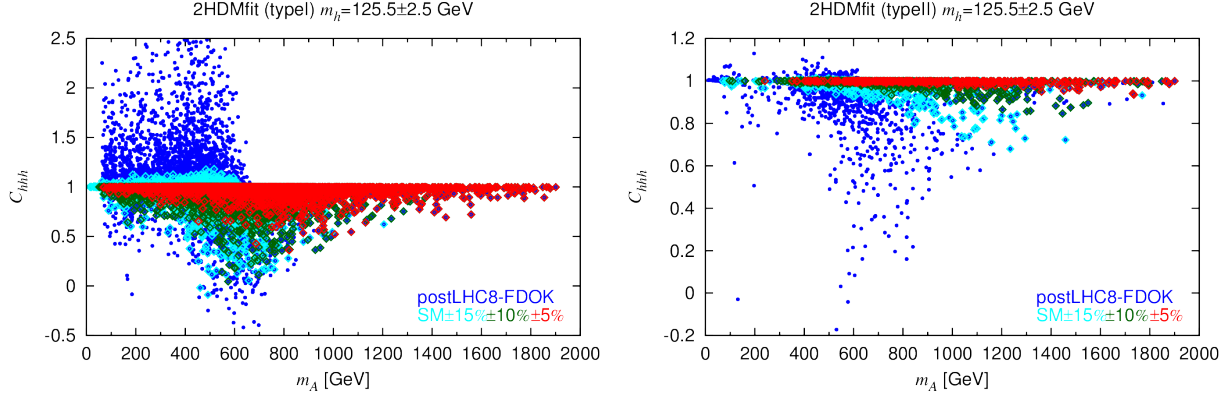 2HDMfit (typeI) m_h=125.5±2.5 GeV
2.5
2
1.5
1
0.5
0
-0.5
C_hhh
postLHC8-FDOK
SM±15%±10%±5%
0 200 400 600 800 1000 1200 1400 1600 1800 2000
m_A [GeV]
2HDMfit (typeII) m_h=125.5±2.5 GeV
1.2
1
0.8
0.6
0.4
0.2
0
-0.2
C_hhh
postLHC8-FDOK
SM±15%±10%±5%
0 200 400 600 800 1000 1200 1400 1600 1800 2000
m_A [GeV]